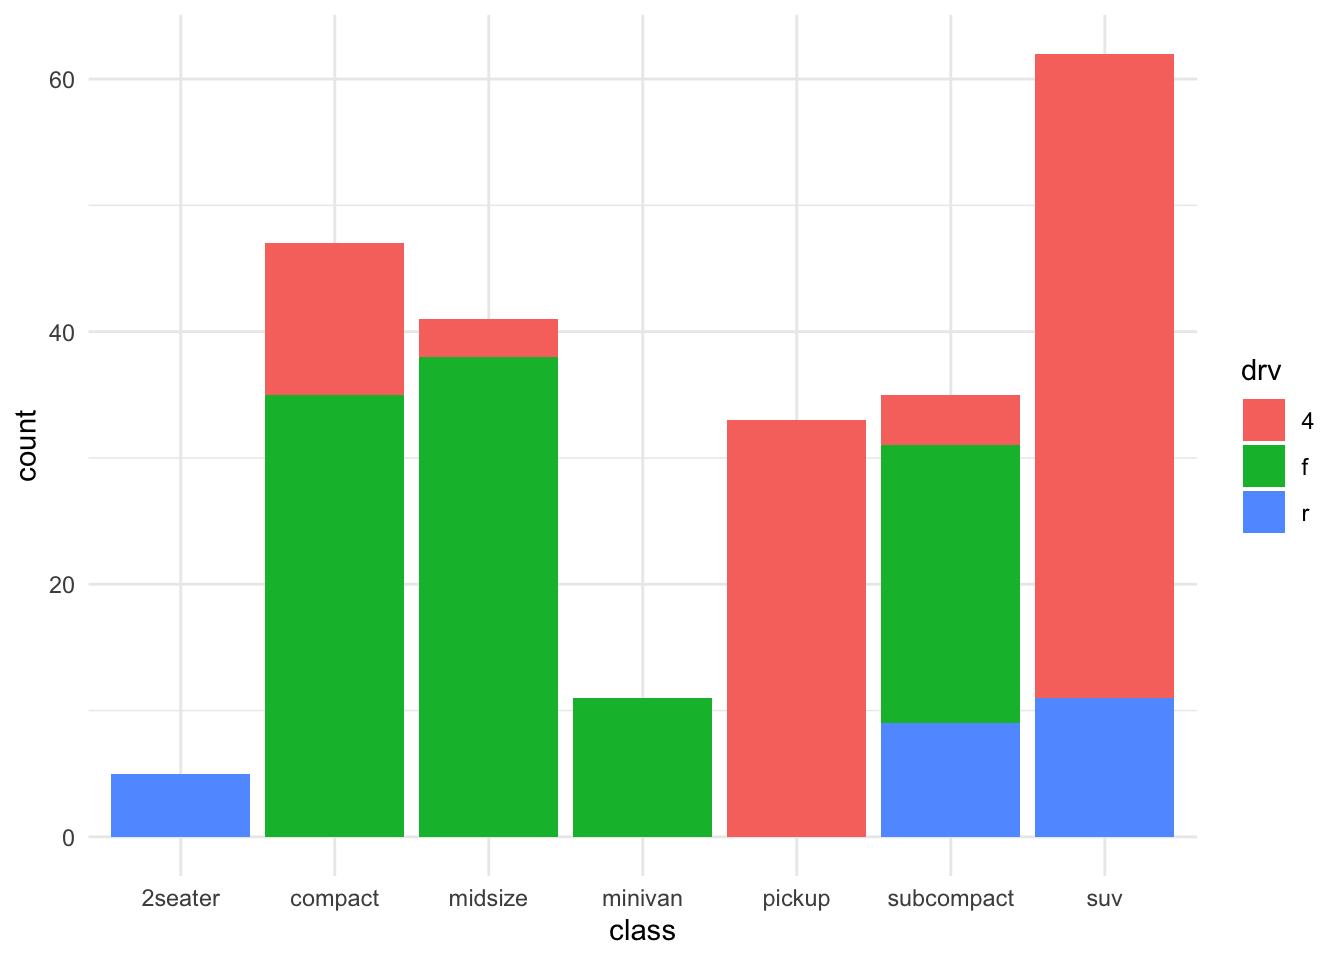 60
40
20
0
count
2seater compact midsize minivan pickup subcompact suv
class
drv
4
f
r